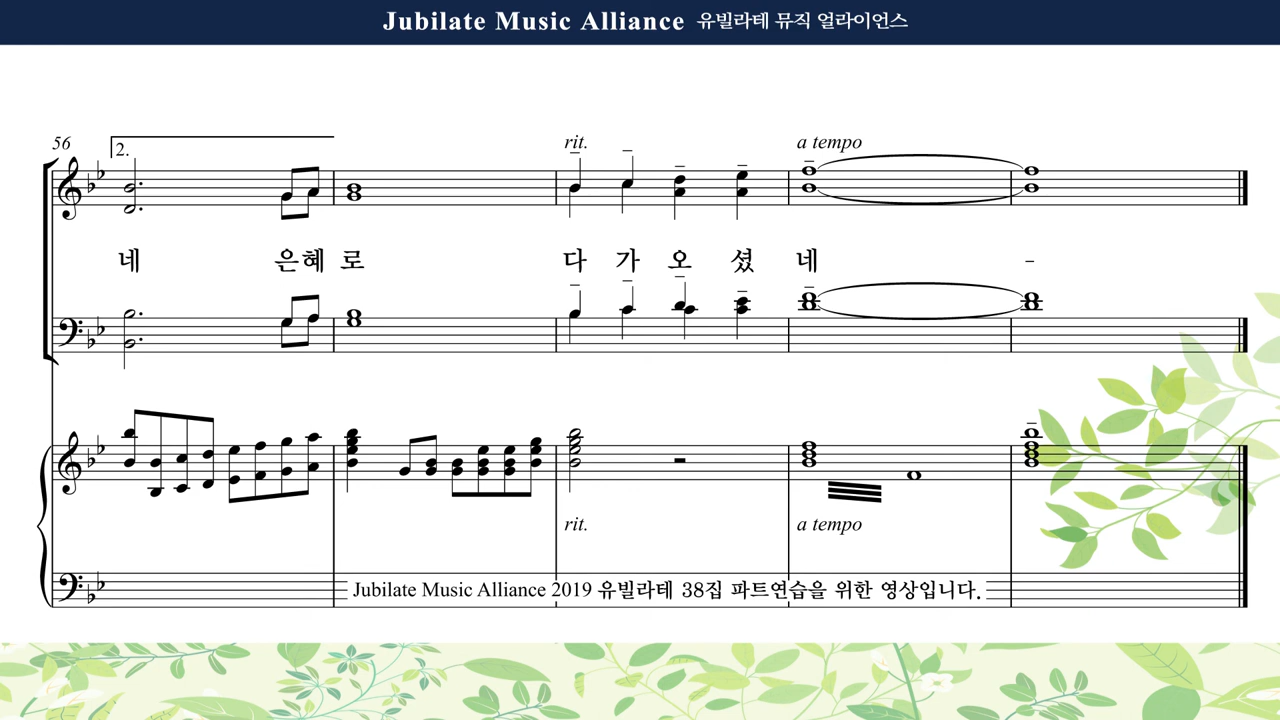 Jubilate Music Alliance 유빌라테 뮤직 얼라이언스
56
2.
rit.
a tempo
네 은혜 로 다 가 오 셨 네 -
rit.
a tempo
Jubilate Music Alliance 2019 유빌라테 38집 파트연습을 위한 영상입니다.